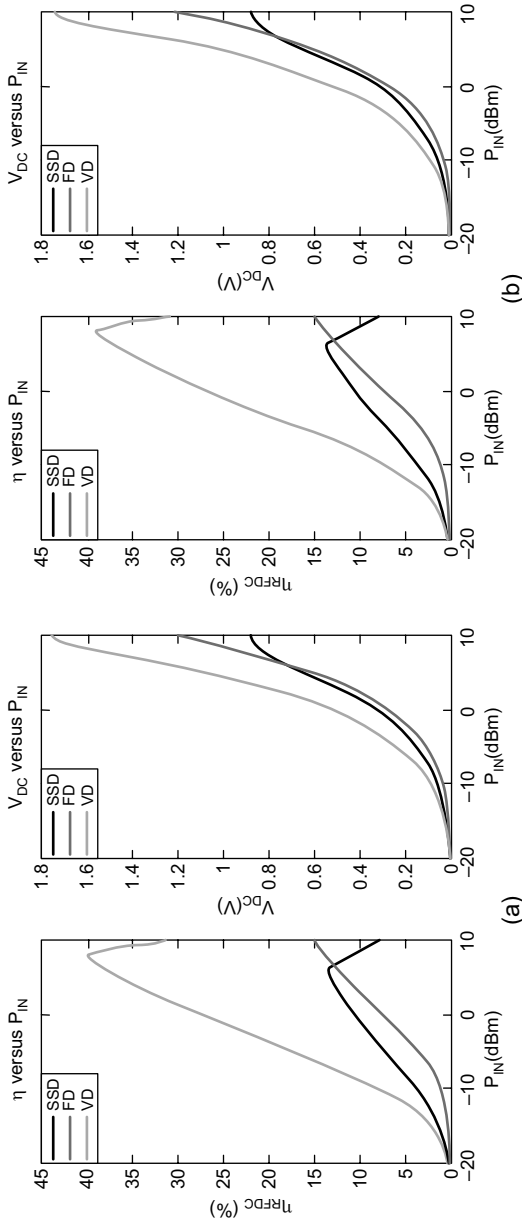 η versus P_IN
SSD
FD
VD
η_RFDC (%)
45
40
35
30
25
20
15
10
5
0
−20
−10
0
10
P_IN(dBm)
V_DC versus P_IN
SSD
FD
VD
V_DC(V)
1.8
1.6
1.4
1.2
1
0.8
0.6
0.4
0.2
0
−20
−10
0
10
P_IN(dBm)
(a)
η versus P_IN
SSD
FD
VD
η_RFDC (%)
45
40
35
30
25
20
15
10
5
0
−20
−10
0
10
P_IN(dBm)
V_DC versus P_IN
SSD
FD
VD
V_DC(V)
1.8
1.6
1.4
1.2
1
0.8
0.6
0.4
0.2
0
−20
−10
0
10
P_IN(dBm)
(b)